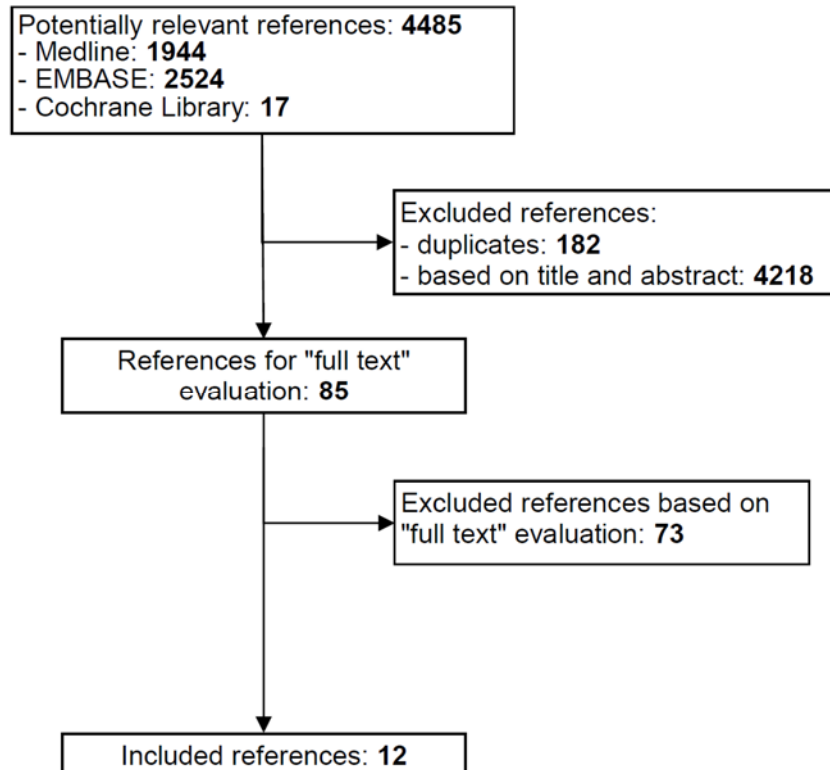 Potentially relevant references: 4485
- Medline: 1944
- EMBASE: 2524
- Cochrane Library: 17
Excluded references:
- duplicates: 182
- based on title and abstract: 4218
References for "full text"
evaluation: 85
Excluded references based on
"full text" evaluation: 73
Included references: 12